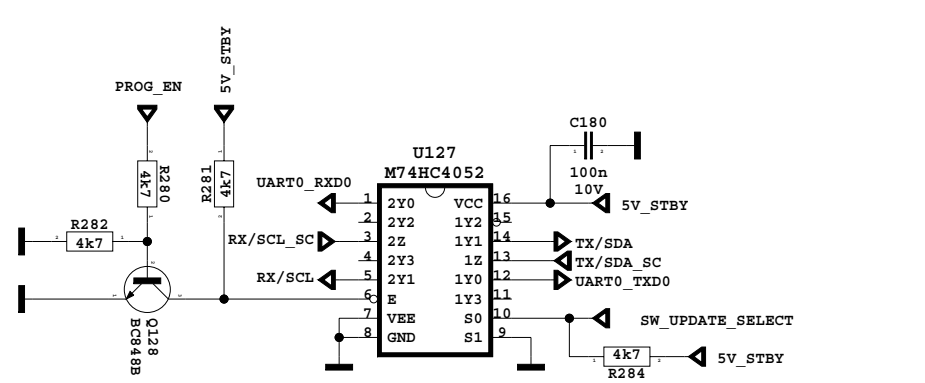 5V_STBY
PROG_EN
R280
4k7
R281
4k7
R282
4k7
Q128
BC848B
U127
M74HC4052
UART0_RXD0
RX/SCL_SC
RX/SCL
1 2Y0 VCC 16
2 2Y2 1Y2 15
3 2Z 1Y1 14
4 2Y3 1Z 13
5 2Y1 1Y0 12
6 E 1Y3 11
7 VEE S0 10
8 GND S1 9
C180
100n
10V
5V_STBY
TX/SDA
TX/SDA_SC
UART0_TXD0
SW_UPDATE_SELECT
4k7
R284
5V_STBY